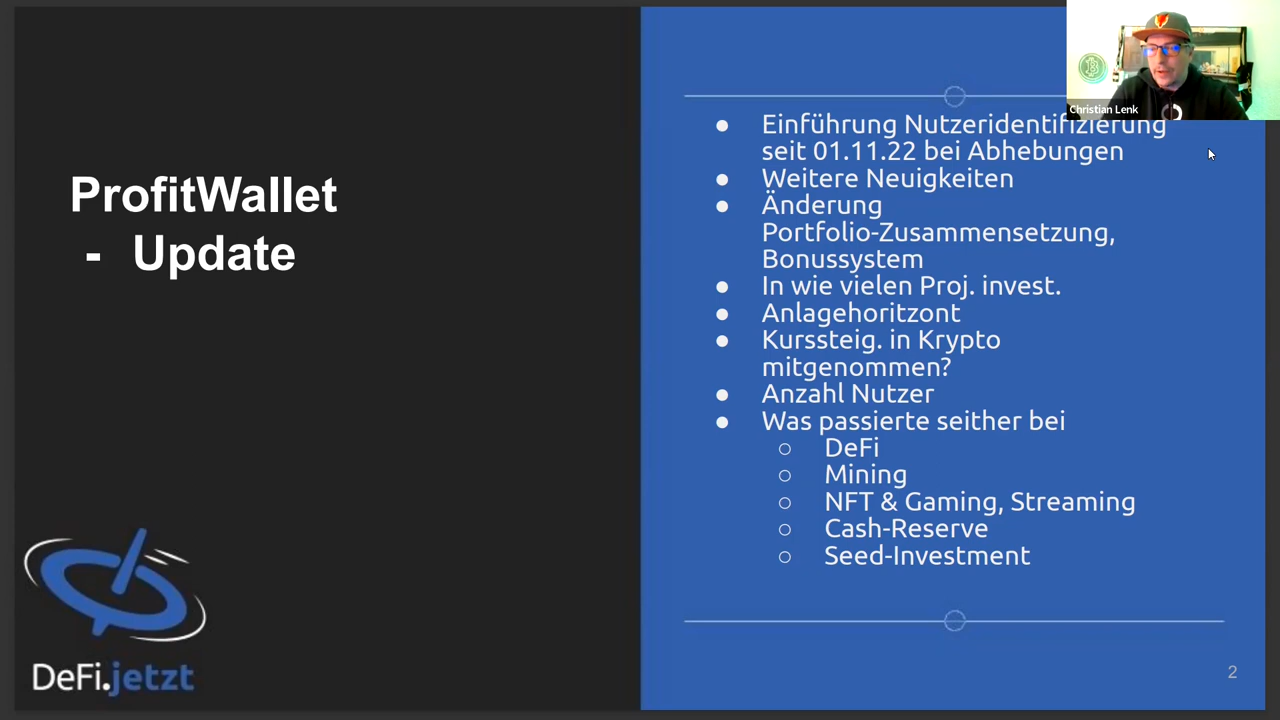 ProfitWallet
- Update
Christian Lenk
● Einführung Nutzeridentifizierung
seit 01.11.22 bei Abhebungen
● Weitere Neuigkeiten
● Änderung
Portfolio-Zusammensetzung,
Bonussystem
● In wie vielen Proj. invest.
● Anlagehoritzont
● Kurssteig. in Krypto
mitgenommen?
● Anzahl Nutzer
● Was passierte seither bei
○ DeFi
○ Mining
○ NFT & Gaming, Streaming
○ Cash-Reserve
○ Seed-Investment
DeFi.jetzt
2